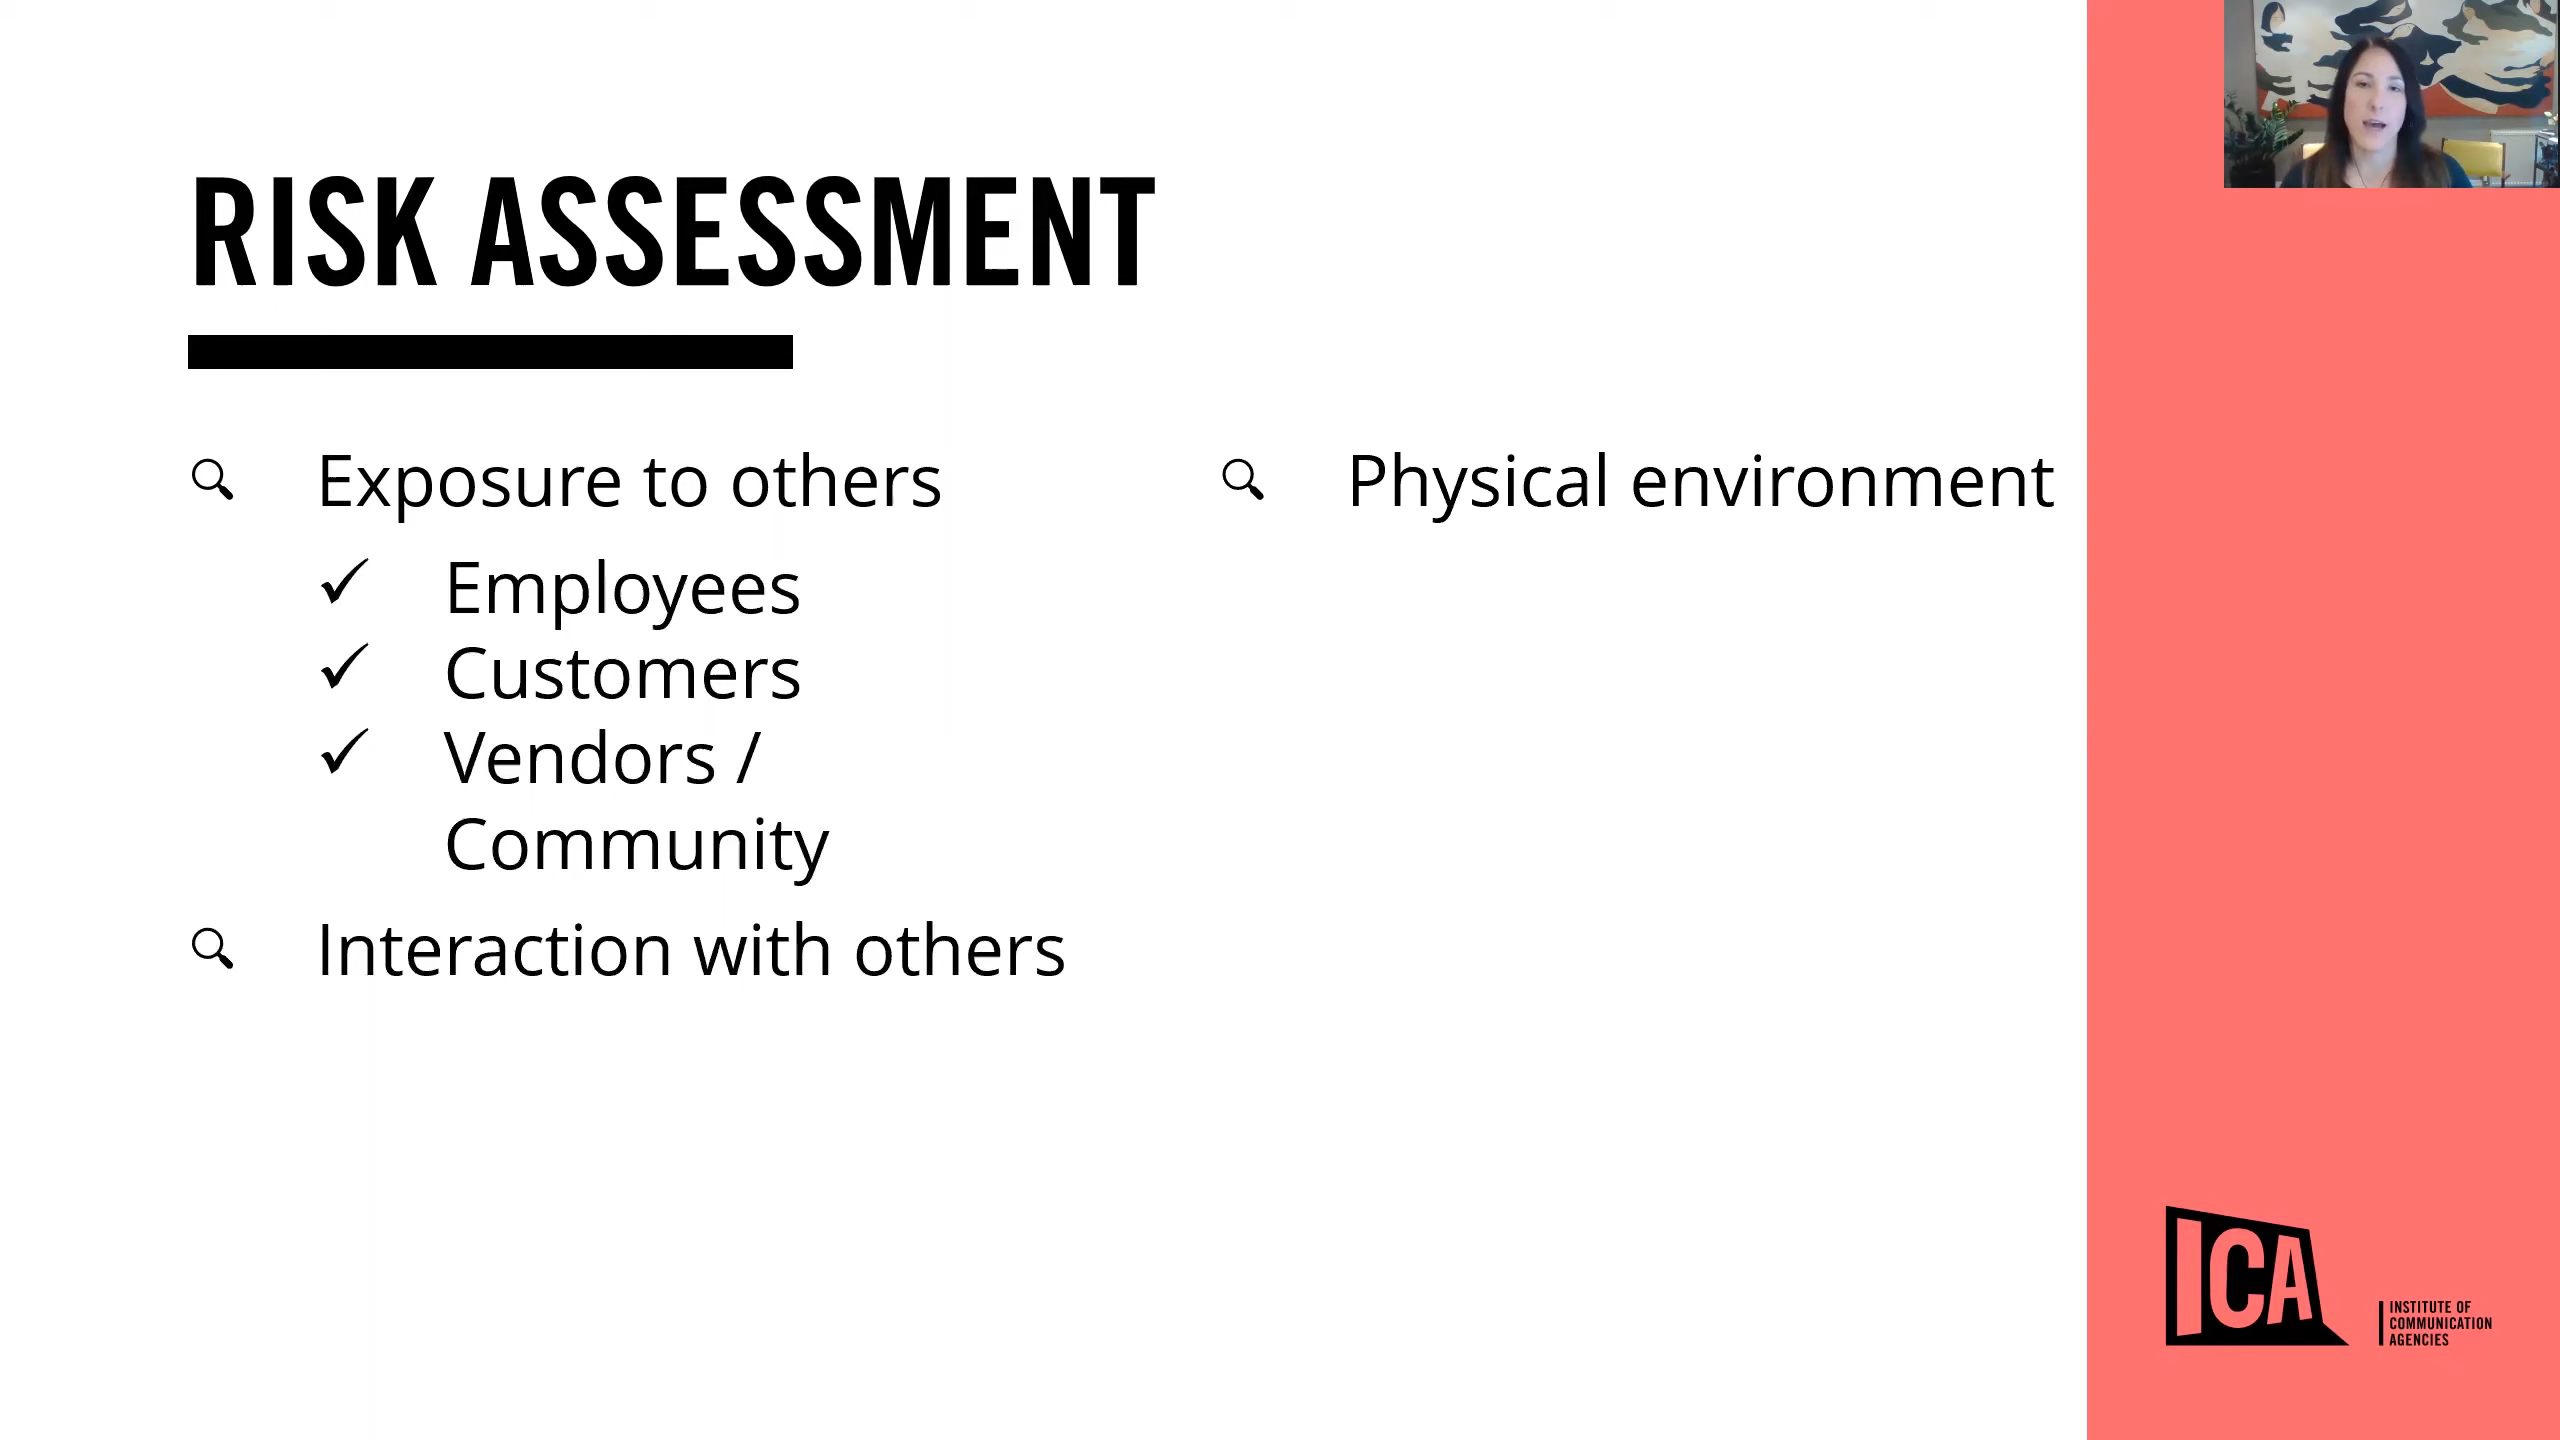 RISK ASSESSMENT
Exposure to others
Employees
Customers
Vendors /
Community
Interaction with others
Physical environment
ICA
INSTITUTE OF
COMMUNICATION
AGENCIES